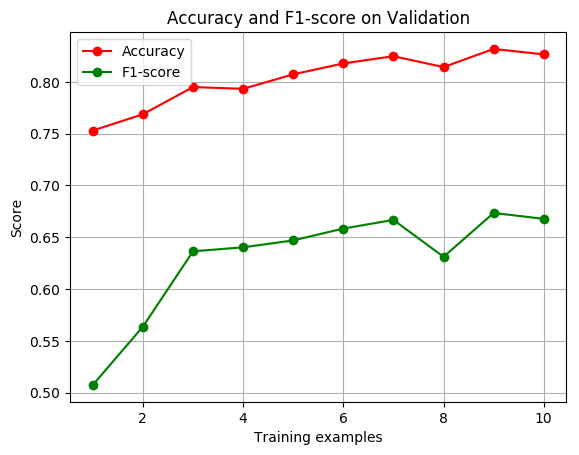 Accuracy and F1-score on Validation
Accuracy
F1-score
0.80
0.75
0.70
0.65
0.60
0.55
0.50
Score
2 4 6 8 10
Training examples